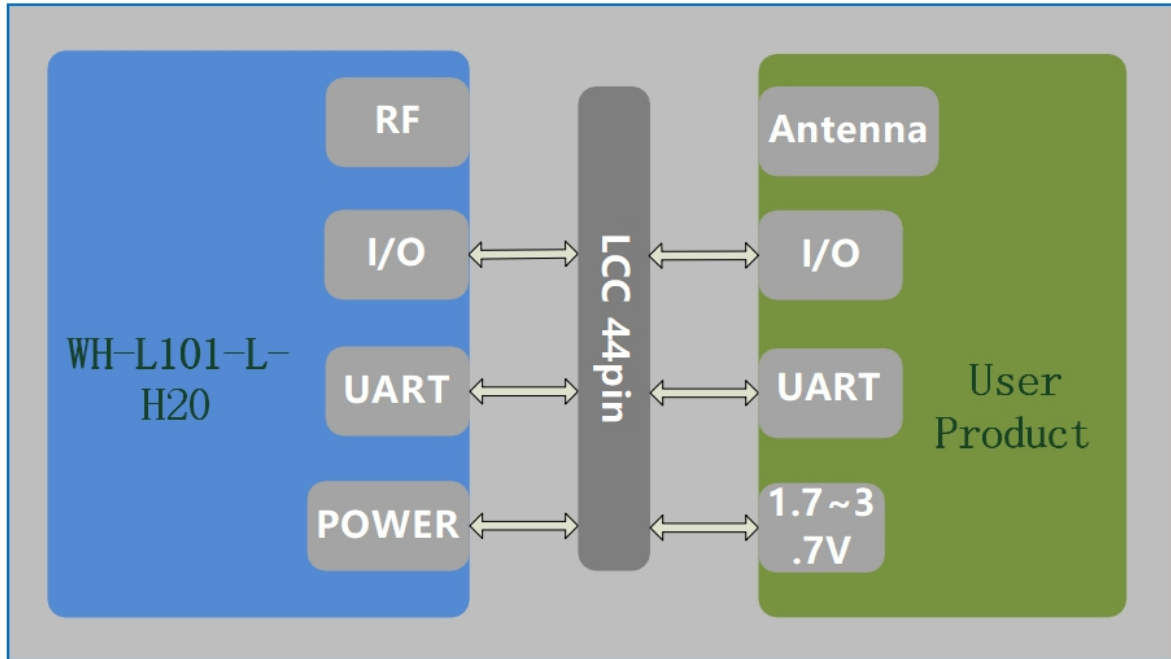 RF
I/O
WH-L101-L-
H20
UART
POWER
LCC 44pin
Antenna
I/O
UART
1.7~3
.7V
User
Product